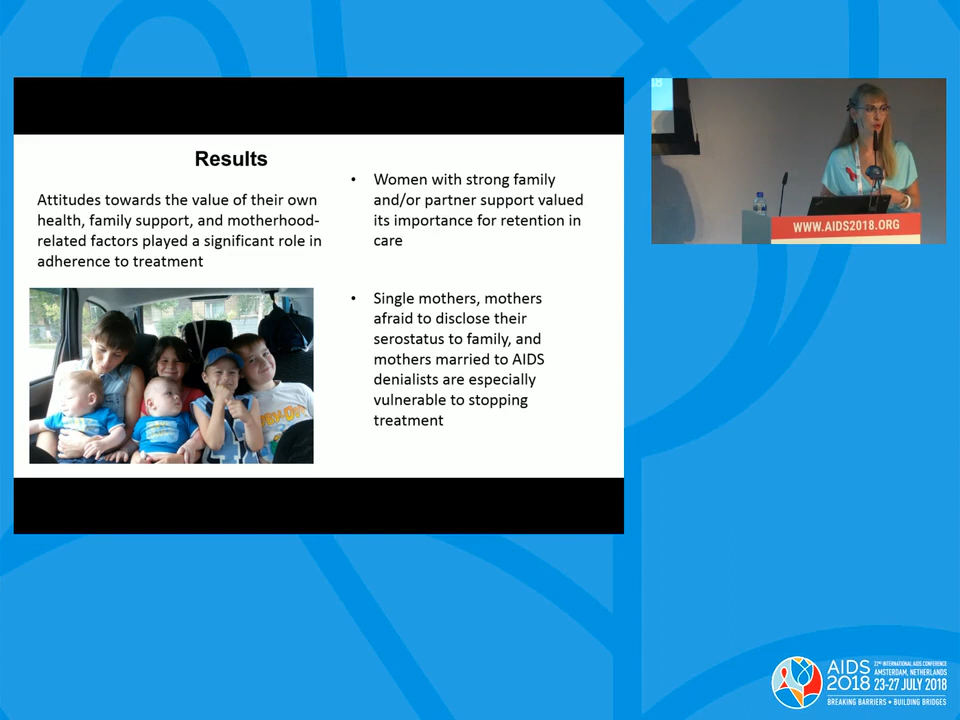 Results
Attitudes towards the value of their own
health, family support, and motherhood-
related factors played a significant role in
adherence to treatment
• Women with strong family
and/or partner support valued
its importance for retention in
care
• Single mothers, mothers
afraid to disclose their
serostatus to family, and
mothers married to AIDS
denialists are especially
vulnerable to stopping
treatment
18
WWW.AIDS2018.ORG
AIDS
2018
22ND INTERNATIONAL AIDS CONFERENCE
AMSTERDAM, NETHERLANDS
23-27 JULY 2018
BREAKING BARRIERS • BUILDING BRIDGES